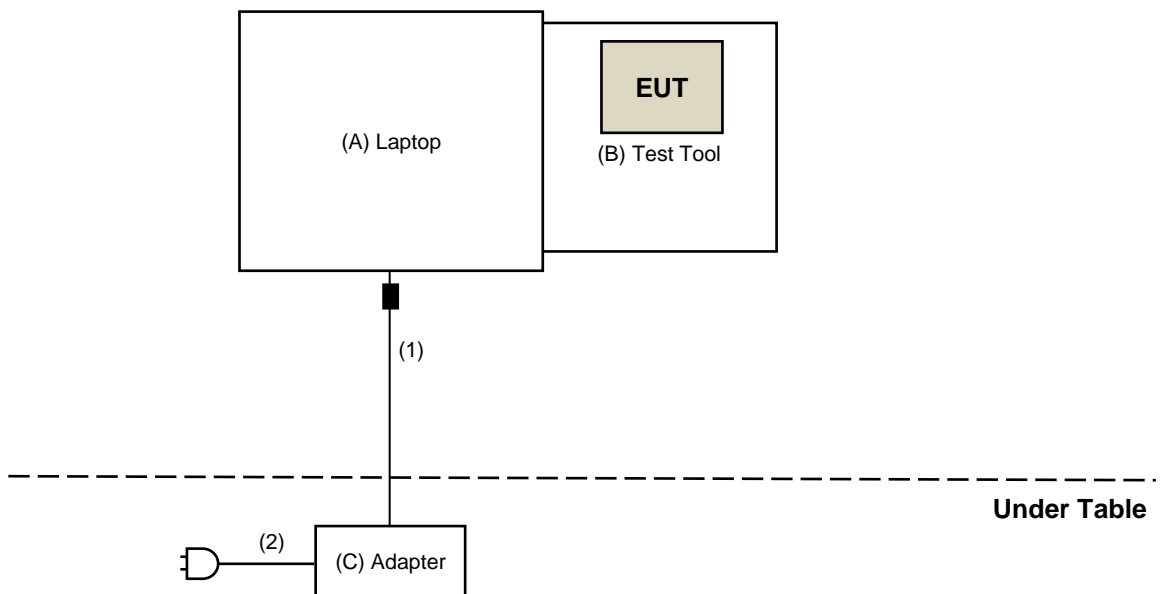 EUT
(A) Laptop
(B) Test Tool
(1)
Under Table
(2)
(C) Adapter